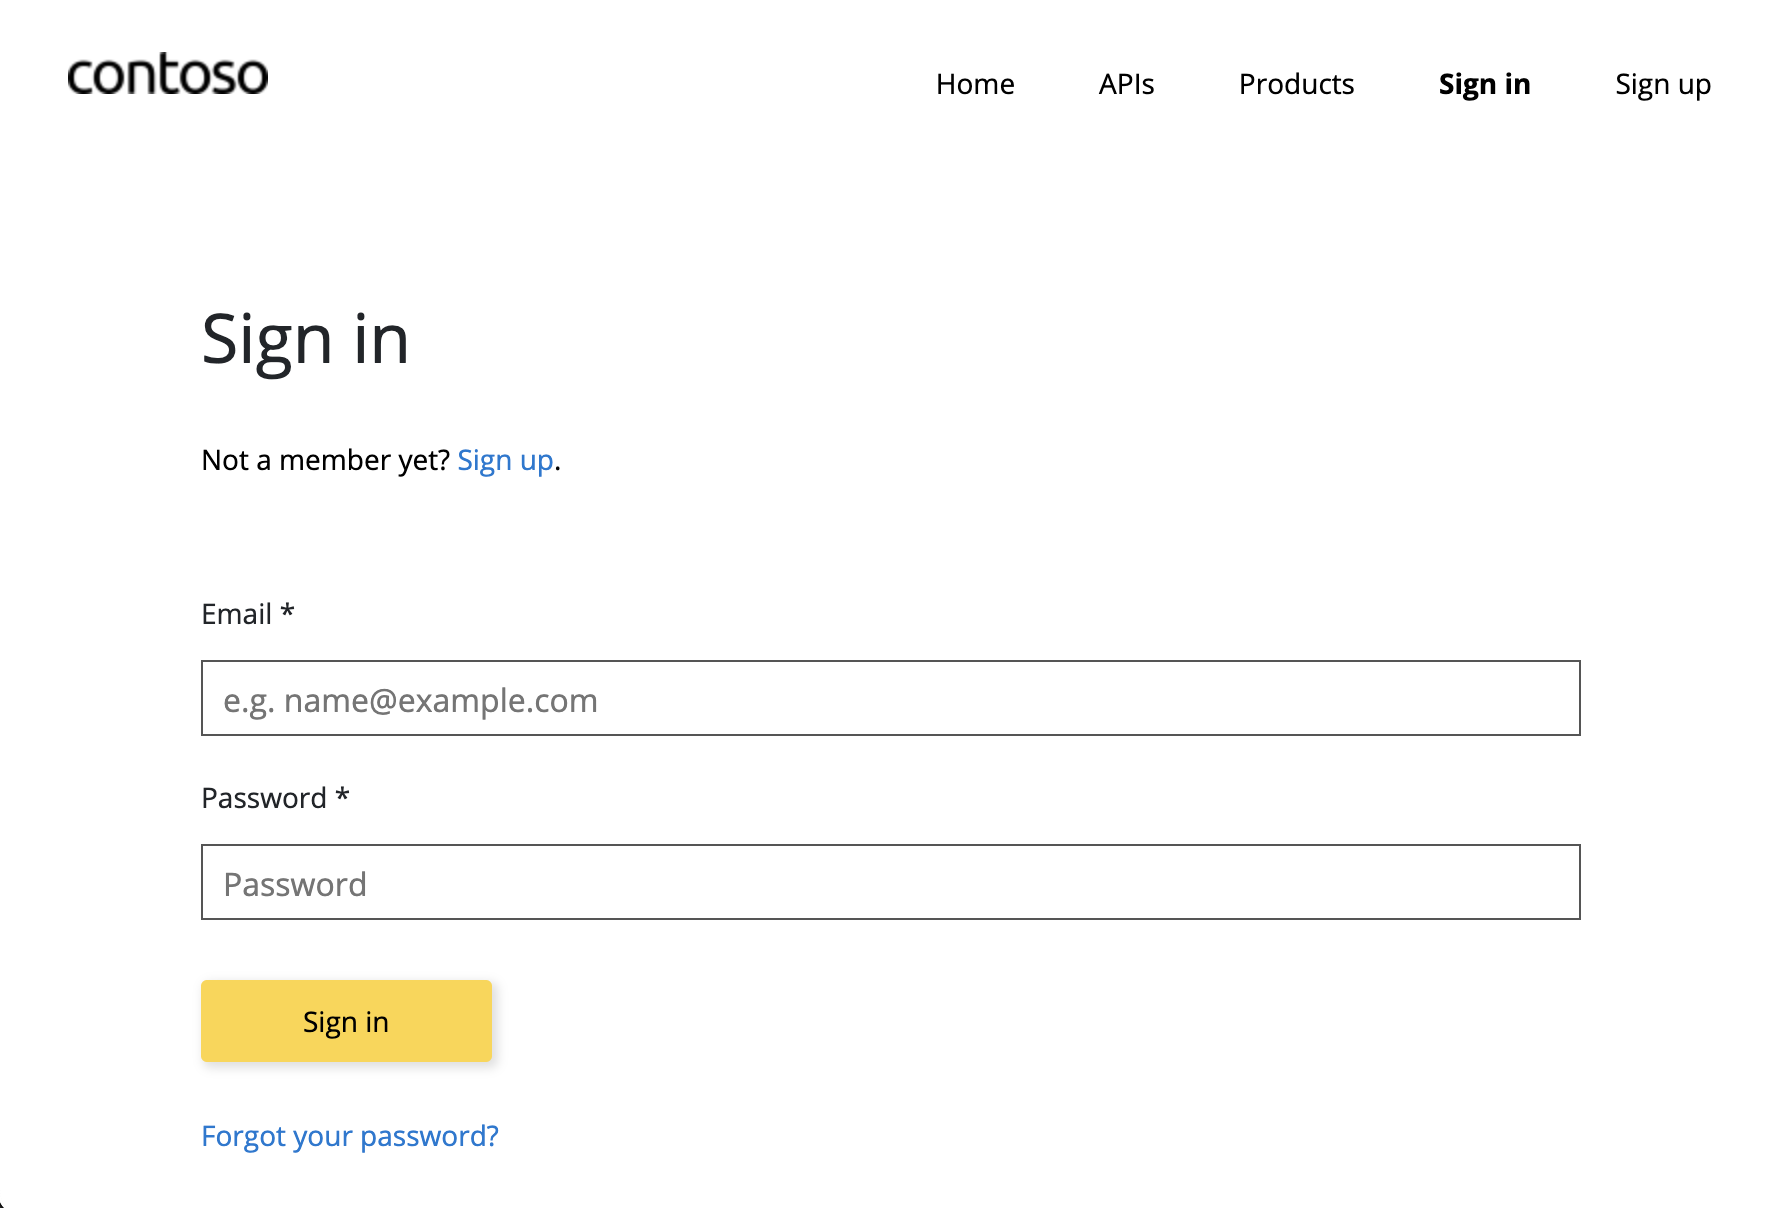 contoso
Home APIs Products Sign in Sign up
Sign in
Not a member yet? Sign up.
Email *
e.g. name@example.com
Password *
Password
Sign in
Forgot your password?